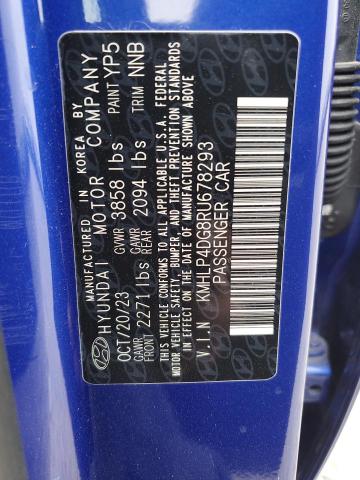 MANUFACTURED IN KOREA BY
HYUNDAI MOTOR COMPANY
OCT/20/23 GVWR 3858 lbs PAINT YP5
GAWR FRONT 2271 lbs GAWR REAR 2094 lbs TRIM NNB
THIS VEHICLE CONFORMS TO ALL APPLICABLE U.S.A. FEDERAL
MOTOR VEHICLE SAFETY, BUMPER, AND THEFT PREVENTION STANDARDS
IN EFFECT ON THE DATE OF MANUFACTURE SHOWN ABOVE.
V.I.N KMHLP4DG8RU678293
PASSENGER CAR